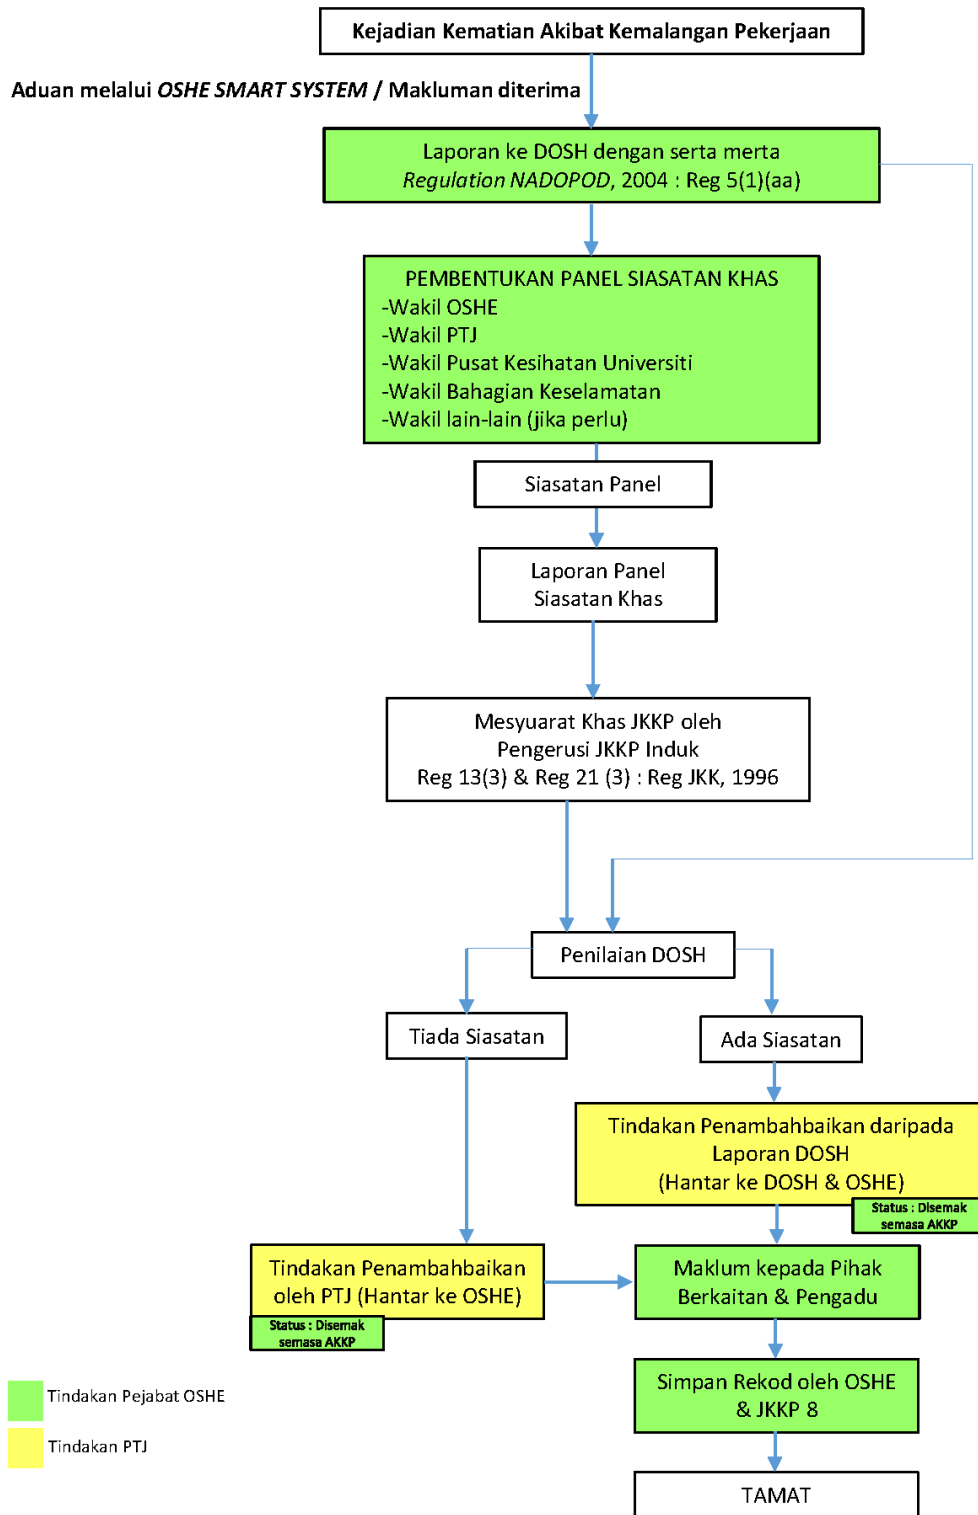 Kejadian Kematian Akibat Kemalangan Pekerjaan
Aduan melalui OSHE SMART SYSTEM / Makluman diterima
Laporan ke DOSH dengan serta merta
Regulation NADOPOD, 2004 : Reg 5(1)(aa)
PEMBENTUKAN PANEL SIASATAN KHAS
-Wakil OSHE
-Wakil PTJ
-Wakil Pusat Kesihatan Universiti
-Wakil Bahagian Keselamatan
-Wakil lain-lain (jika perlu)
Siasatan Panel
Laporan Panel
Siasatan Khas
Mesyuarat Khas JKKP oleh
Pengerusi JKKP Induk
Reg 13(3) & Reg 21 (3) : Reg JKK, 1996
Penilaian DOSH
Tiada Siasatan
Ada Siasatan
Tindakan Penambahbaikan daripada
Laporan DOSH
(Hantar ke DOSH & OSHE)
Status : Disemak
semasa AKKP
Tindakan Penambahbaikan
oleh PTJ (Hantar ke OSHE)
Status : Disemak
semasa AKKP
Maklum kepada Pihak
Berkaitan & Pengadu
Simpan Rekod oleh OSHE
& JKKP 8
Tindakan Pejabat OSHE
Tindakan PTJ
TAMAT